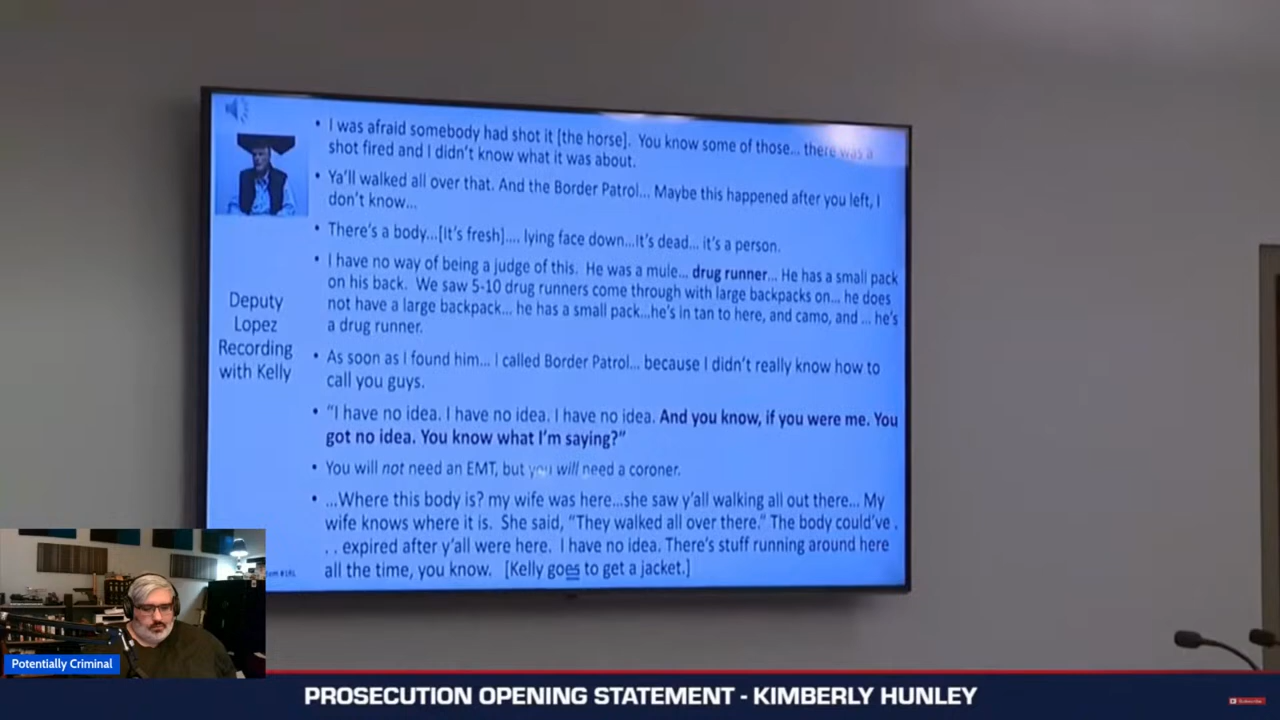 • I was afraid somebody had shot it [the horse]. You know some of those... there was a
shot fired and I didn't know what it was about.
• Ya'll walked all over that. And the Border Patrol... Maybe this happened after you left, I
don't know...
• There's a body...[It's fresh].... lying face down...It's dead... it's a person.
• I have no way of being a judge of this. He was a mule... drug runner... He has a small pack
on his back. We saw 5-10 drug runners come through with large backpacks on... he does
not have a large backpack... he has a small pack...he's in tan to here, and camo, and ... he's
a drug runner.
Deputy
Lopez
Recording
with Kelly
• As soon as I found him... I called Border Patrol... because I didn't really know how to
call you guys.
• "I have no idea. I have no idea. I have no idea. And you know, if you were me. You
got no idea. You know what I'm saying?"
• You will not need an EMT, but you will need a coroner.
• ...Where this body is? my wife was here...she saw y'all walking all out there... My
wife knows where it is. She said, "They walked all over there." The body could've .
. . expired after y'all were here. I have no idea. There's stuff running around here
all the time, you know. [Kelly goes to get a jacket.]
Potentially Criminal
PROSECUTION OPENING STATEMENT - KIMBERLY HUNLEY